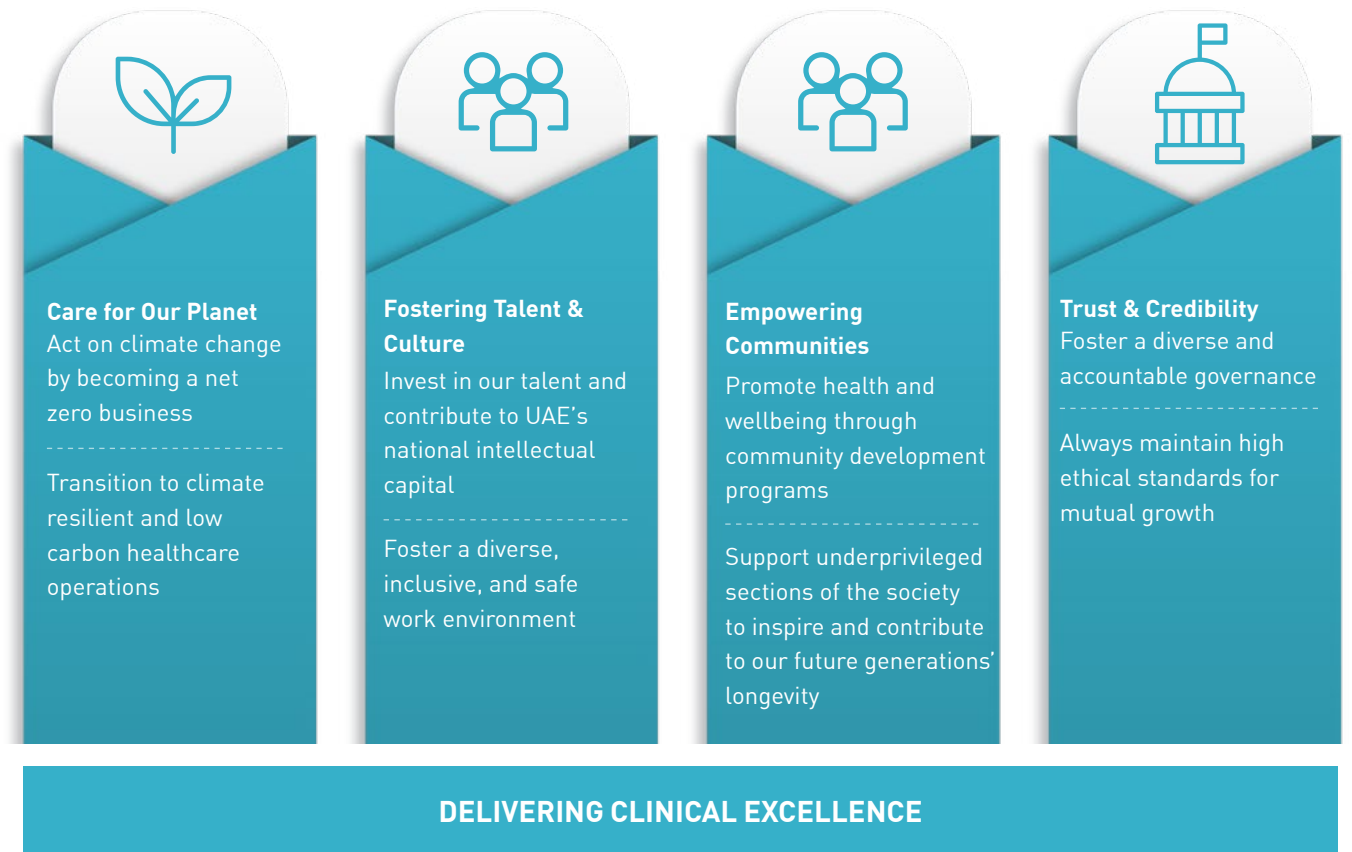 Care for Our Planet
Act on climate change
by becoming a net
zero business
Transition to climate
resilient and low
carbon healthcare
operations
Fostering Talent &
Culture
Invest in our talent and
contribute to UAE's
national intellectual
capital
Foster a diverse,
inclusive, and safe
work environment
Empowering
Communities
Promote health and
wellbeing through
community development
programs
Support underprivileged
sections of the society
to inspire and contribute
to our future generations’
longevity
Trust & Credibility
Foster a diverse and
accountable governance
Always maintain high
ethical standards for
mutual growth
DELIVERING CLINICAL EXCELLENCE